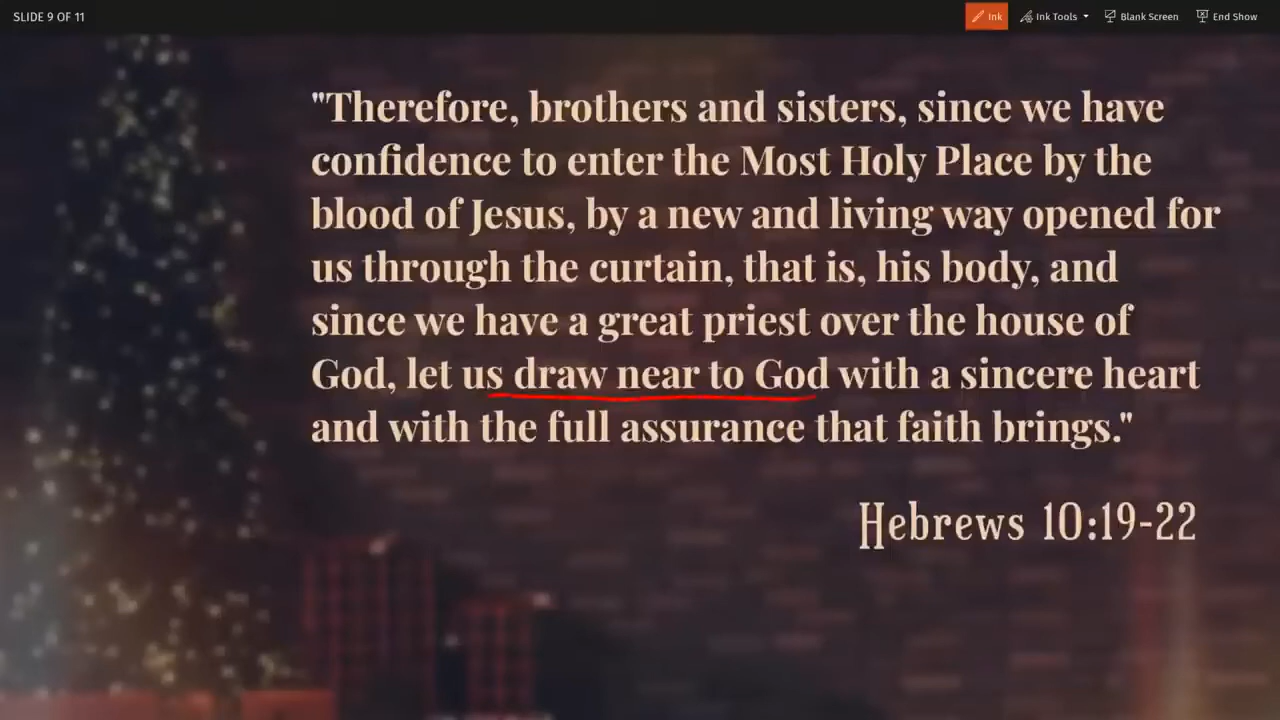 SLIDE 9 OF 11
Ink
Ink Tools
Blank Screen
End Show
"Therefore, brothers and sisters, since we have
confidence to enter the Most Holy Place by the
blood of Jesus, by a new and living way opened for
us through the curtain, that is, his body, and
since we have a great priest over the house of
God, let us draw near to God with a sincere heart
and with the full assurance that faith brings."
Hebrews 10:19-22